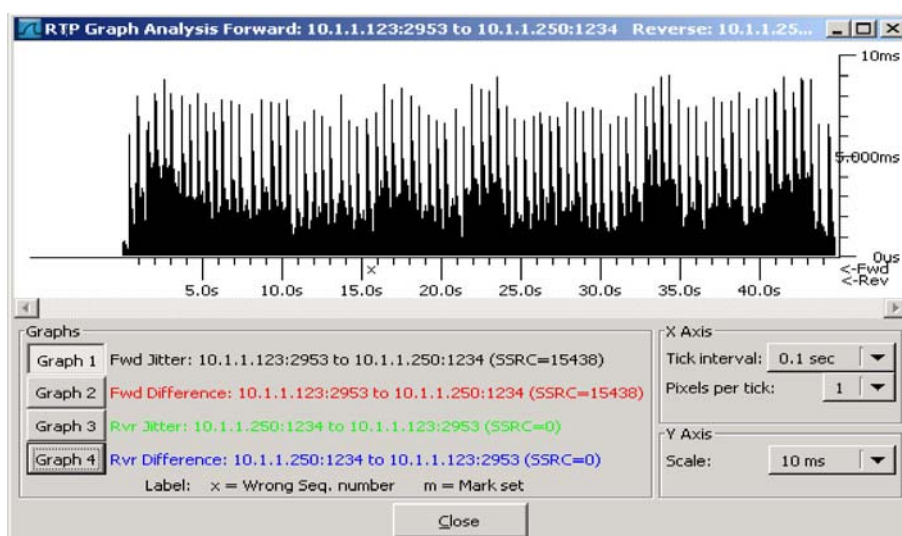 RTP Graph Analysis Forward: 10.1.1.123:2953 to 10.1.1.250:1234 Reverse: 10.1.1.25...
10ms
5.000ms
0us
x
<-Fwd
<-Rev
5.0s 10.0s 15.0s 20.0s 25.0s 30.0s 35.0s 40.0s
Graphs
Graph 1 Fwd Jitter: 10.1.1.123:2953 to 10.1.1.250:1234 (SSRC=15438)
Graph 2 Fwd Difference: 10.1.1.123:2953 to 10.1.1.250:1234 (SSRC=15438)
Graph 3 Rvr Jitter: 10.1.1.250:1234 to 10.1.1.123:2953 (SSRC=0)
Graph 4 Rvr Difference: 10.1.1.250:1234 to 10.1.1.123:2953 (SSRC=0)
Label: x = Wrong Seq. number m = Mark set
X Axis
Tick interval: 0.1 sec
Pixels per tick: 1
Y Axis
Scale: 10 ms
Close